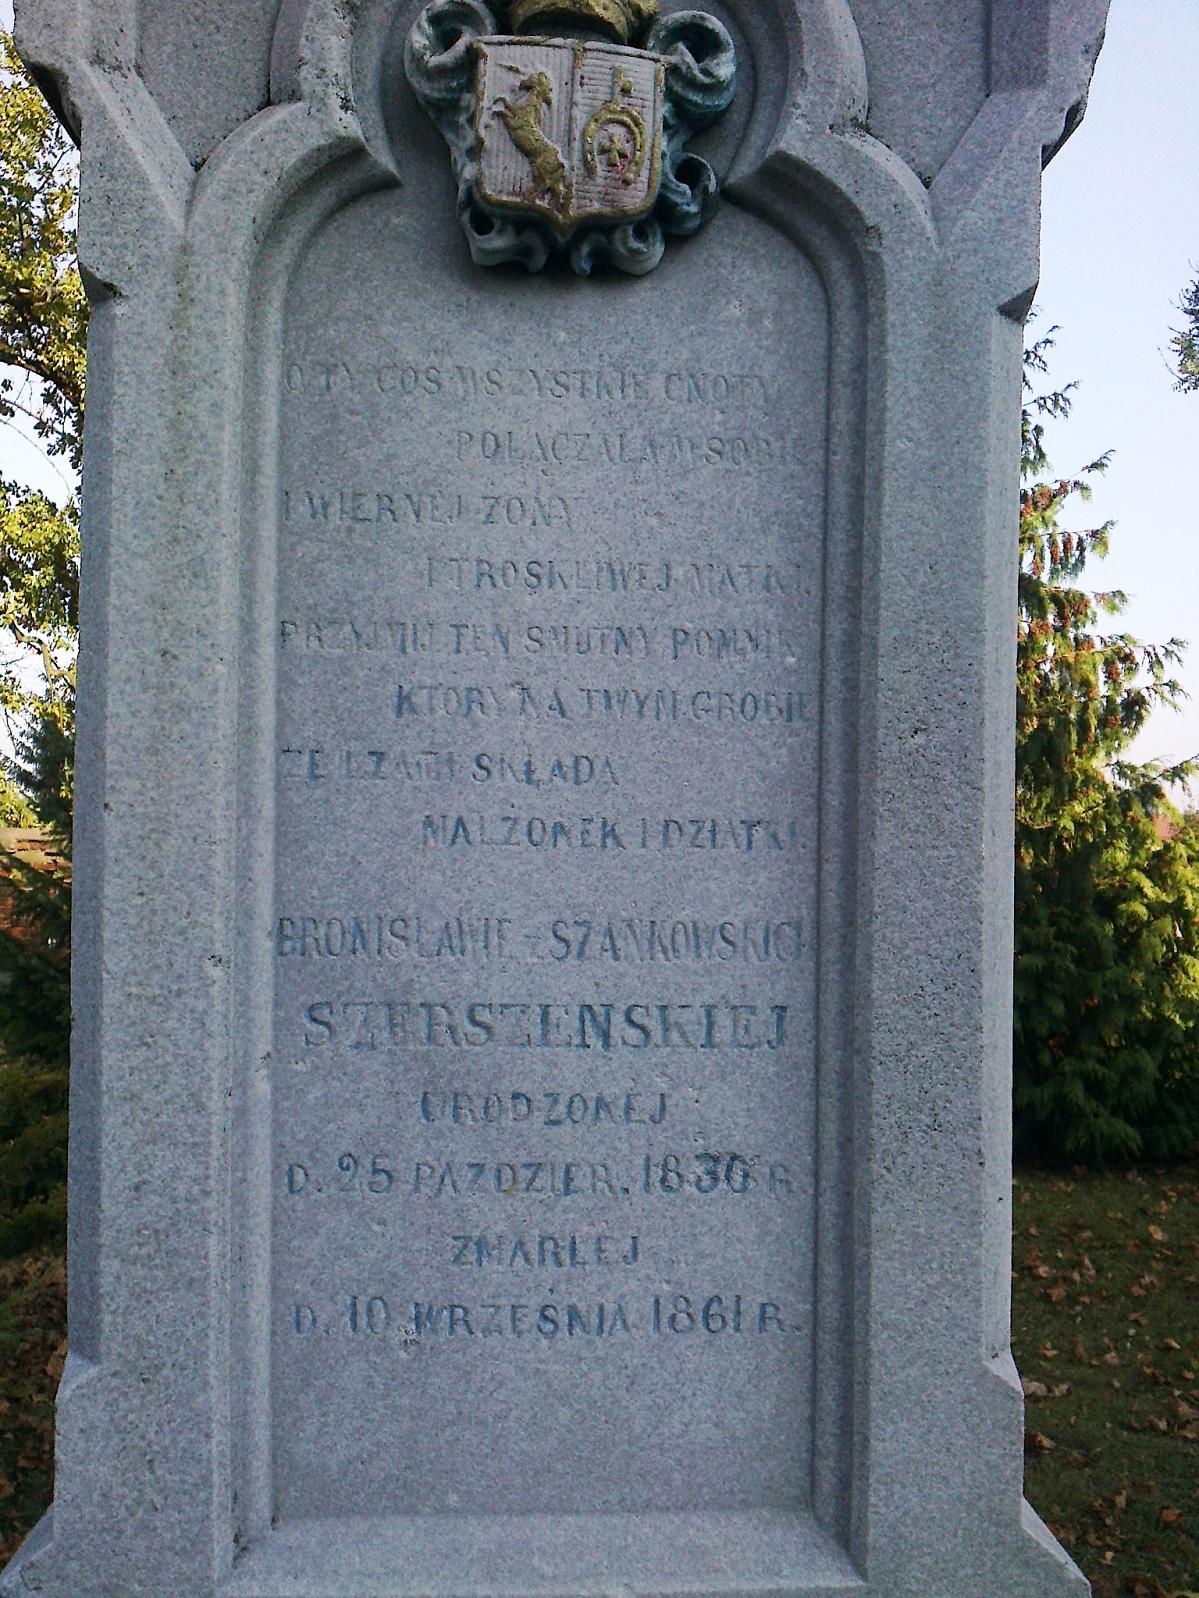 O TY COŚ WSZYSTKIE CNOTY
POŁĄCZAŁA W SOBIE
I WIERNEJ ŻONY
I TROSKLIWEJ MATKI.
PRZYJMIJ TEN SMUTNY POMNIK
KTÓRY NA TWYM GROBIE
ZE ŁZAMI SKŁADA
MAŁŻONEK I DZIATKI.
BRONISŁAWIE Z SZAŃKOWSKICH
SZERSZEŃSKIEJ
URODZONEJ
D. 25 PAŹDZIER. 1830 R.
ZMARŁEJ
D. 10 WRZEŚNIA 1861 R.